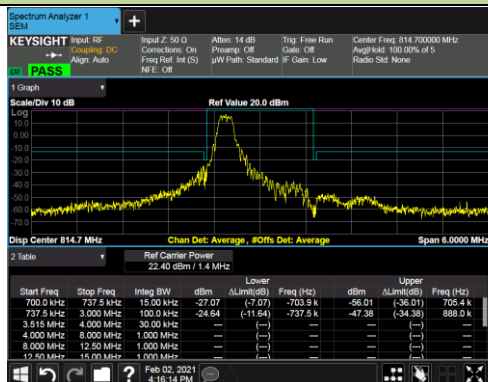 Spectrum Analyzer 1
SEM
+
KEYSIGHT Input: RF Input Z: 50 Ω Atten: 14 dB Trig: Free Run Center Freq: 814.700000 MHz
Coupling: DC Corrections: On Preamp: Off Gate: Off Avg|Hold: 100.00% of 5
Align: Auto Freq Ref: Int (S) µW Path: Standard IF Gain: Low Radio Std: None
PASS NFE: Off
1 Graph
Scale/Div 10 dB Ref Value 20.0 dBm
Log
10.0
0.00
-10.0
-20.0
-30.0
-40.0
-50.0
-60.0
-70.0
Disp Center 814.7 MHz Chan Det: Average, #Offs Det: Average Span 6.0000 MHz
2 Table Ref Carrier Power
22.40 dBm / 1.4 MHz
Lower Upper
Start Freq Stop Freq Integ BW dBm ΔLimit(dB) Freq (Hz) dBm ΔLimit(dB) Freq (Hz)
700.0 kHz 737.5 kHz 15.00 kHz -27.07 (-7.07) -703.9 k -56.01 (-36.01) 705.4 k
737.5 kHz 3.000 MHz 100.0 kHz -24.64 (-11.64) -737.5 k -47.38 (-34.38) 888.0 k
3.515 MHz 4.000 MHz 30.00 kHz --- (---) --- --- (---) ---
4.000 MHz 8.000 MHz 1.000 MHz --- (---) --- --- (---) ---
8.000 MHz 12.50 MHz 1.000 MHz --- (---) --- --- (---) ---
12.50 MHz 15.00 MHz 1.000 MHz --- (---) --- --- (---) ---
? Feb 02, 2021
4:16:14 PM